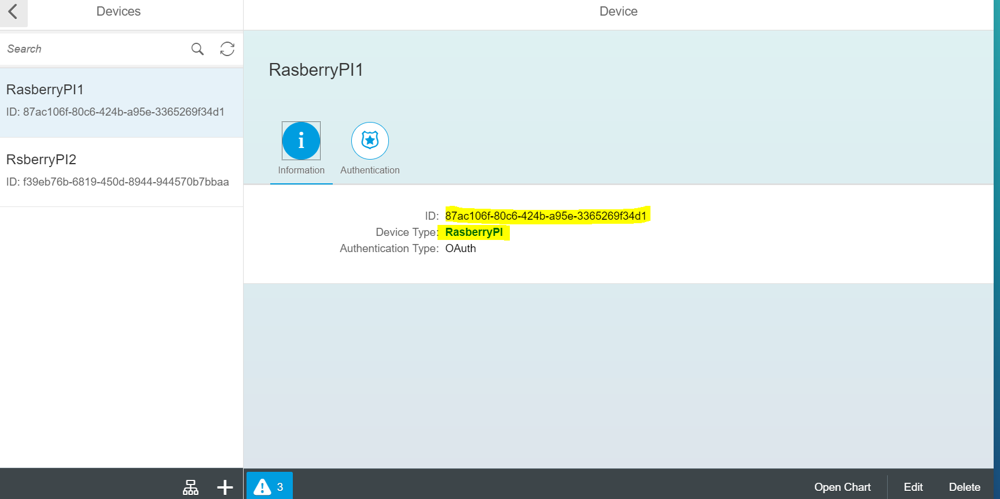 Devices
Search
RasberryPI1
ID: 87ac106f-80c6-424b-a95e-3365269f34d1
RsberryPI2
ID: f39eb76b-6819-450d-8944-944570b7bbaa
Device
RasberryPI1
i
Information
Authentication
ID: 87ac106f-80c6-424b-a95e-3365269f34d1
Device Type: RasberryPI
Authentication Type: OAuth
3
Open Chart
Edit
Delete